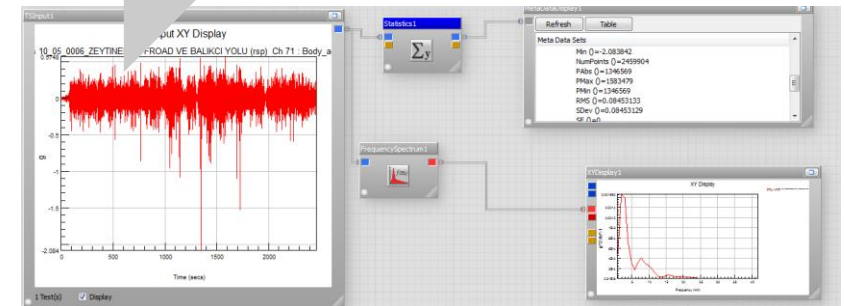 TSInput1
put XY Display
10_05_0006_ZEYTINE FROAD VE BALIKCI YOLU (rsp) Ch 71 : Body_a
0
-0.5
-1
-1.5
-2.084
g
0
500
1000
1500
2000
Time (secs)
1 Test(s)
Display
Statistics1
Σy
FrequencySpectrum1
MetaDataDisplay1
Refresh
Table
Meta Data Sets
Min ()=-2.083842
NumPoints ()=2459904
PAbs ()=1346569
PMax ()=1583479
PMin ()=1346569
RMS ()=0.08453133
SDev ()=0.08453129
SE ()=0
XYDisplay1
XY Display